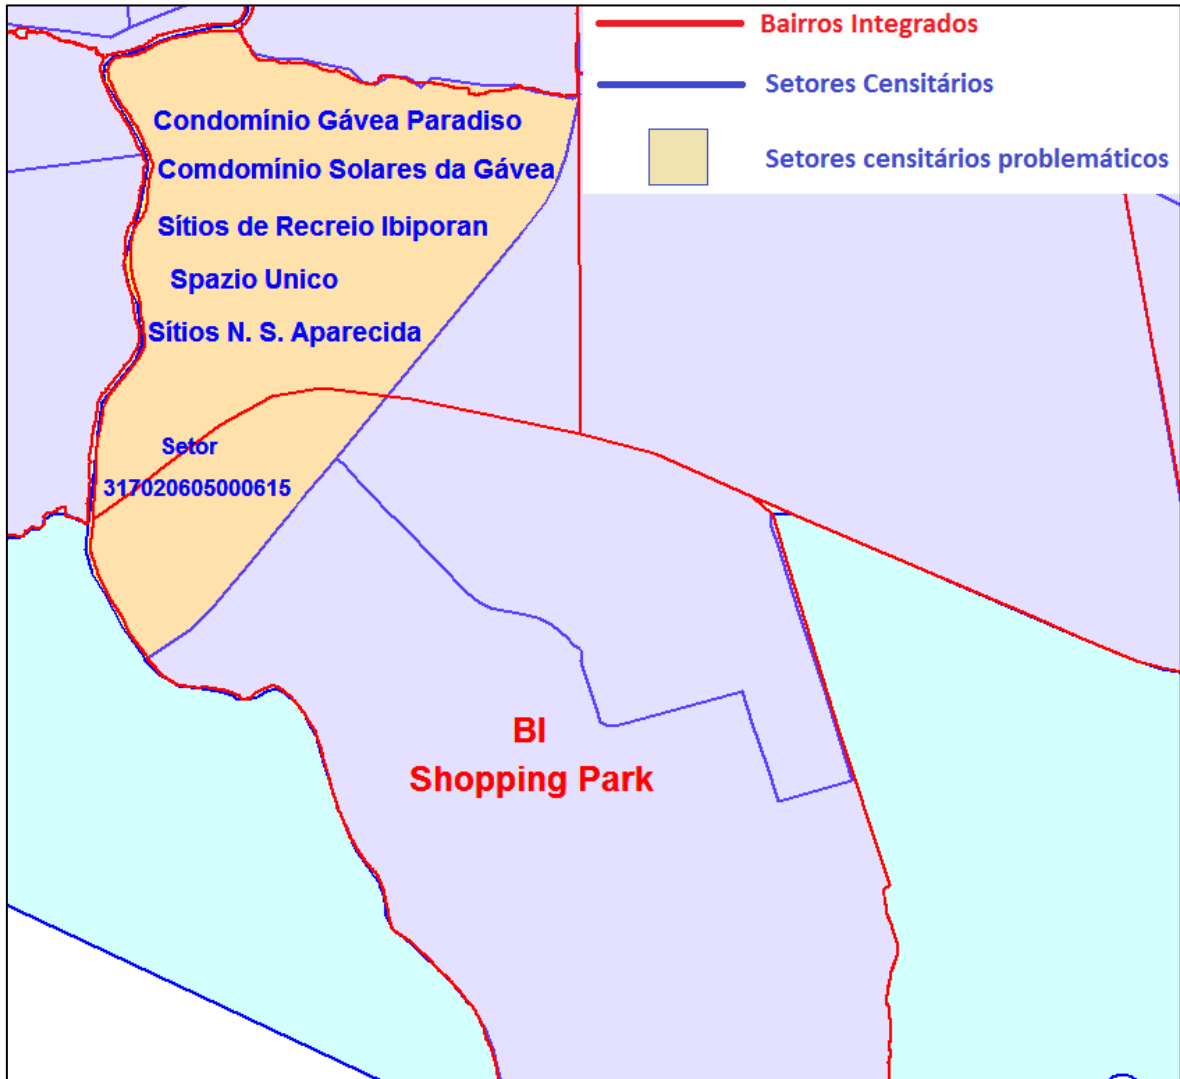 Bairros Integrados
Setores Censitários
Setores censitários problemáticos
Condomínio Gávea Paradiso
Comdomínio Solares da Gávea
Sítios de Recreio Ibiporan
Spazio Unico
Sítios N. S. Aparecida
Setor
317020605000615
BI
Shopping Park